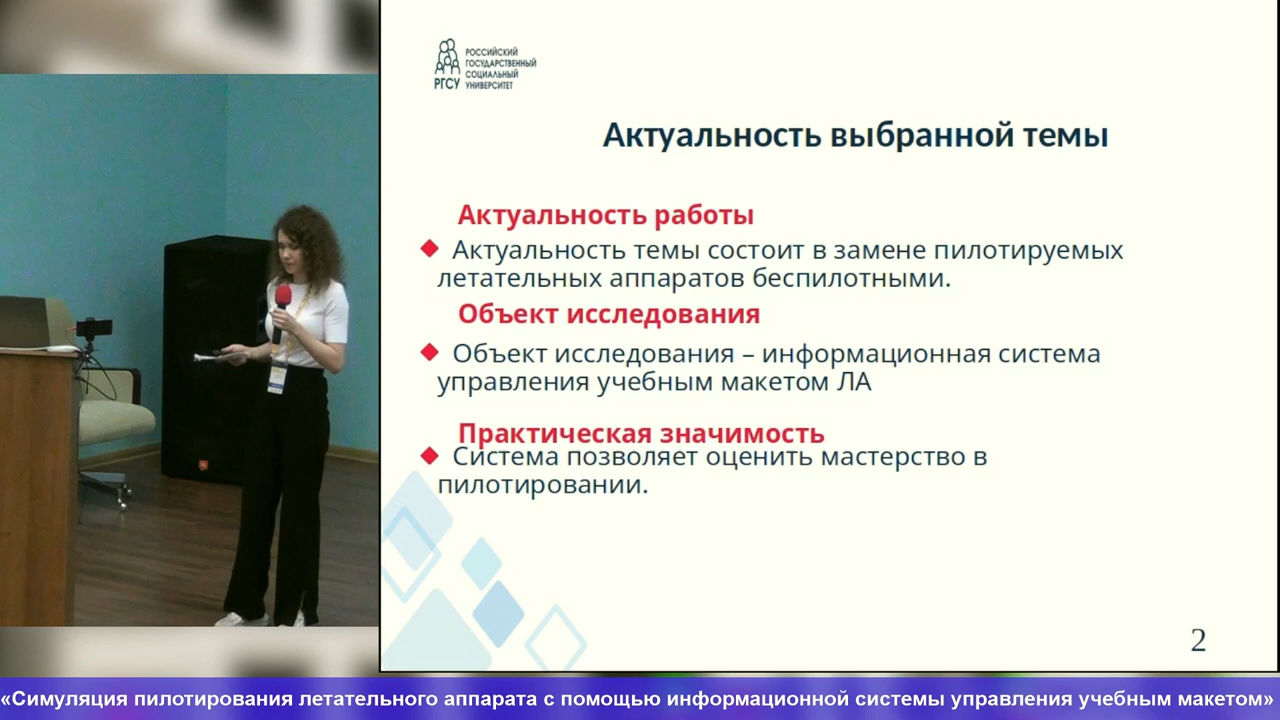 РОССИЙСКИЙ
ГОСУДАРСТВЕННЫЙ
СОЦИАЛЬНЫЙ
РГСУ УНИВЕРСИТЕТ
Актуальность выбранной темы
Актуальность работы
Актуальность темы состоит в замене пилотируемых
летательных аппаратов беспилотными.
Объект исследования
Объект исследования – информационная система
управления учебным макетом ЛА
Практическая значимость
Система позволяет оценить мастерство в
пилотировании.
2
«Симуляция пилотирования летательного аппарата с помощью информационной системы управления учебным макетом»